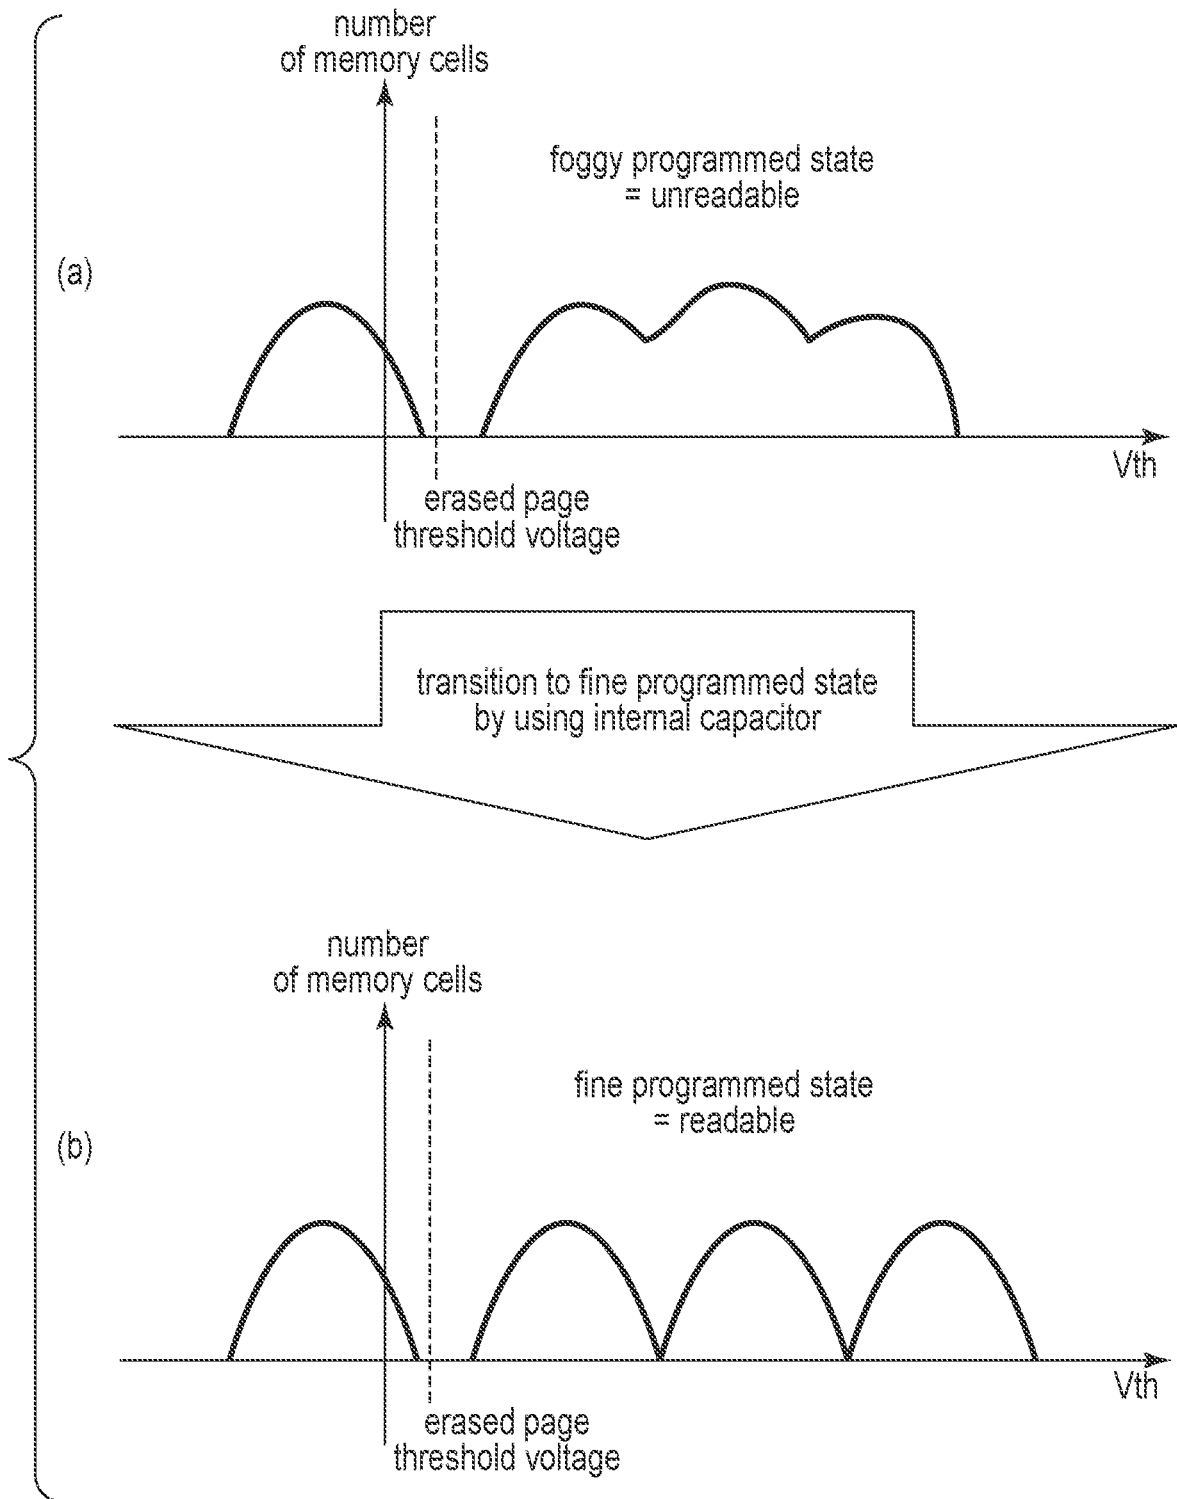 number
of memory cells
foggy programmed state
= unreadable
(a)
Vth
erased page
threshold voltage
transition to fine programmed state
by using internal capacitor
number
of memory cells
fine programmed state
= readable
(b)
Vth
erased page
threshold voltage